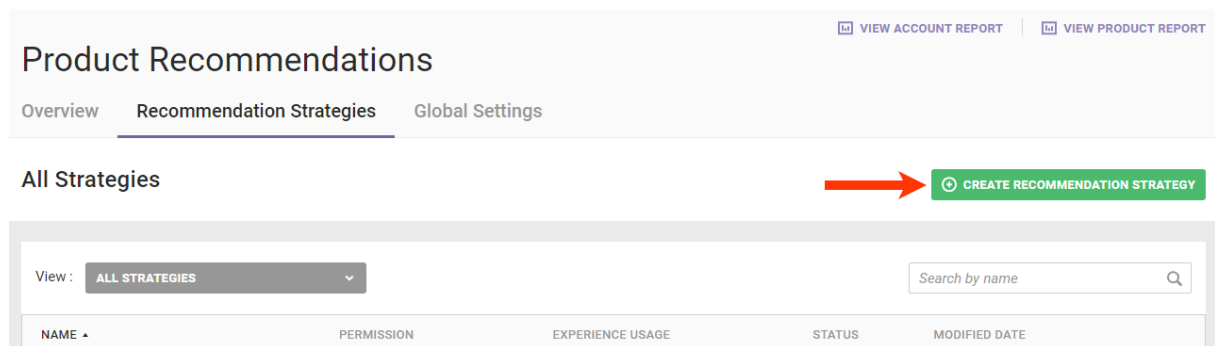 VIEW ACCOUNT REPORT VIEW PRODUCT REPORT
Product Recommendations
Overview Recommendation Strategies Global Settings
All Strategies CREATE RECOMMENDATION STRATEGY
View : ALL STRATEGIES Search by name
NAME PERMISSION EXPERIENCE USAGE STATUS MODIFIED DATE